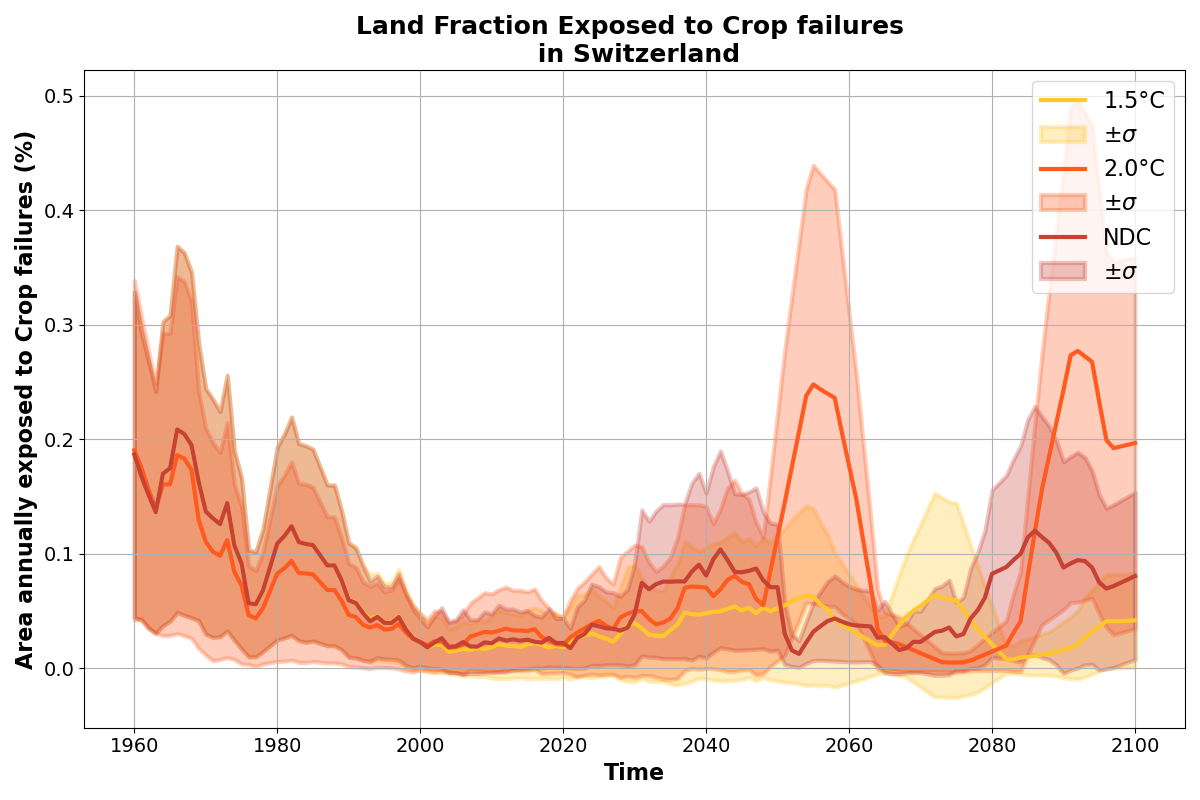 Land Fraction Exposed to Crop failures
in Switzerland
Area annually exposed to Crop failures (%)
0.5
0.4
0.3
0.2
0.1
0.0
1960 1980 2000 2020 2040 2060 2080 2100
Time
1.5°C
±σ
2.0°C
±σ
NDC
±σ